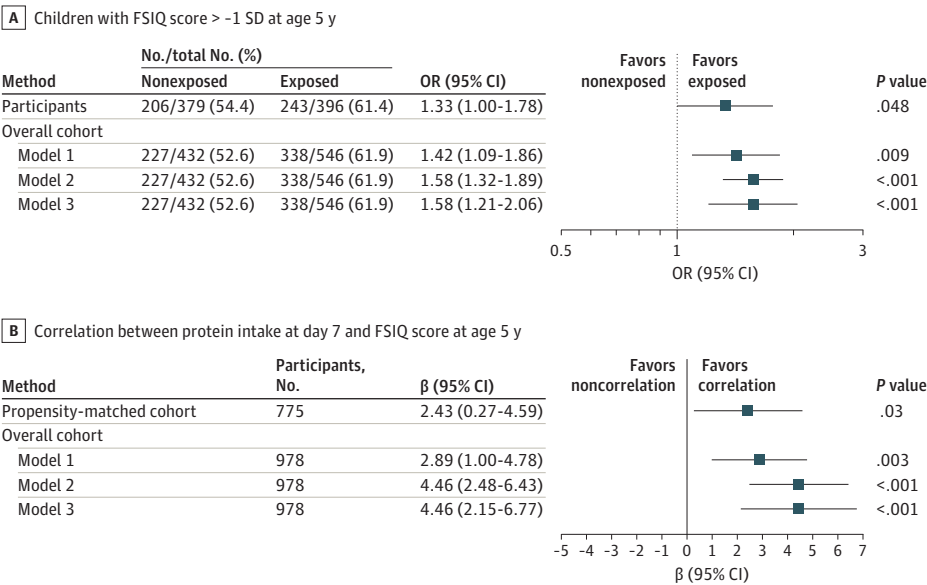 A Children with FSIQ score > -1 SD at age 5 y
No./total No. (%)
Method Nonexposed Exposed OR (95% CI) Favors nonexposed Favors exposed P value
Participants 206/379 (54.4) 243/396 (61.4) 1.33 (1.00-1.78) .048
Overall cohort
Model 1 227/432 (52.6) 338/546 (61.9) 1.42 (1.09-1.86) .009
Model 2 227/432 (52.6) 338/546 (61.9) 1.58 (1.32-1.89) <.001
Model 3 227/432 (52.6) 338/546 (61.9) 1.58 (1.21-2.06) <.001
0.5 1 3
OR (95% CI)
B Correlation between protein intake at day 7 and FSIQ score at age 5 y
Method Participants, No. β (95% CI) Favors noncorrelation Favors correlation P value
Propensity-matched cohort 775 2.43 (0.27-4.59) .03
Overall cohort
Model 1 978 2.89 (1.00-4.78) .003
Model 2 978 4.46 (2.48-6.43) <.001
Model 3 978 4.46 (2.15-6.77) <.001
-5 -4 -3 -2 -1 0 1 2 3 4 5 6 7
β (95% CI)